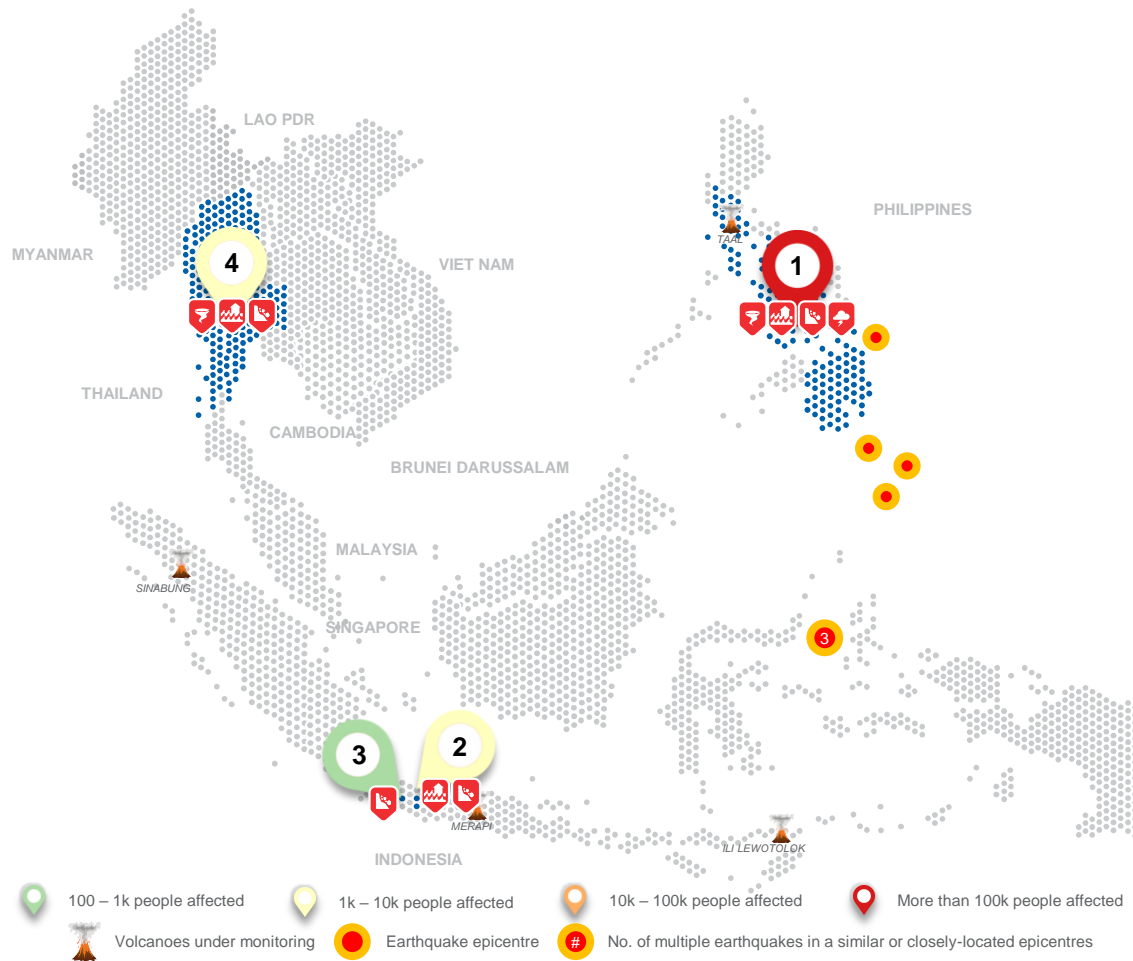 LAO PDR
PHILIPPINES
TAAL
MYANMAR
VIET NAM
4
1
THAILAND
CAMBODIA
BRUNEI DARUSSALAM
MALAYSIA
SINABUNG
SINGAPORE
3
3
2
MERAPI
ILI LEWOTOLOK
INDONESIA
100 – 1k people affected
1k – 10k people affected
10k – 100k people affected
More than 100k people affected
Volcanoes under monitoring
Earthquake epicentre
# No. of multiple earthquakes in a similar or closely-located epicentres